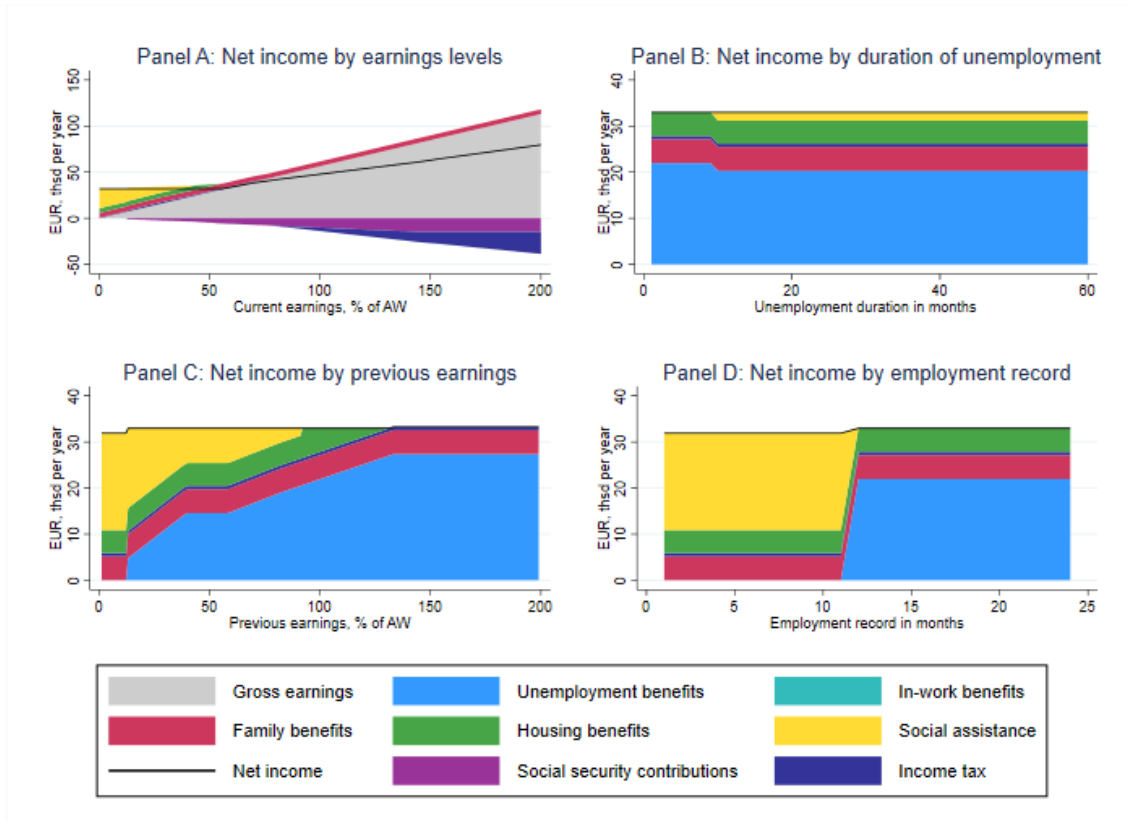 Panel A: Net income by earnings levels
EUR, thsd per year
150
100
50
0
-50
0 50 100 150 200
Current earnings, % of AW
Panel B: Net income by duration of unemployment
EUR, thsd per year
40
30
20
10
0
0 20 40 60
Unemployment duration in months
Panel C: Net income by previous earnings
EUR, thsd per year
40
30
20
10
0
0 50 100 150 200
Previous earnings, % of AW
Panel D: Net income by employment record
EUR, thsd per year
40
30
20
10
0
0 5 10 15 20 25
Employment record in months
Gross earnings Unemployment benefits In-work benefits
Family benefits Housing benefits Social assistance
Net income Social security contributions Income tax